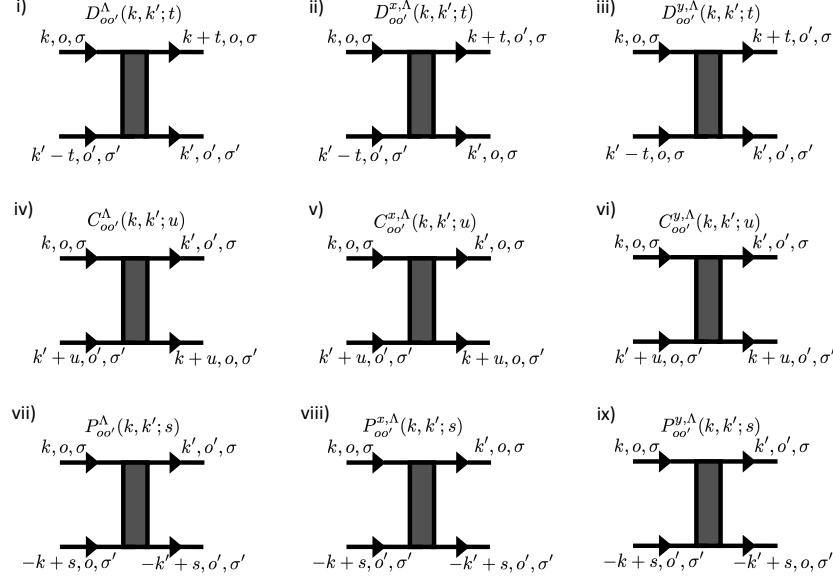 i) ii) iii)
D^Λ_{oo′}(k, k′; t) D^{x,Λ}_{oo′}(k, k′; t) D^{y,Λ}_{oo′}(k, k′; t)
k, o, σ k + t, o, σ k, o, σ k + t, o′, σ k, o, σ k + t, o′, σ
k′ − t, o′, σ′ k′, o′, σ′ k′ − t, o′, σ′ k′, o, σ k′ − t, o, σ k′, o′, σ′
iv) v) vi)
C^Λ_{oo′}(k, k′; u) C^{x,Λ}_{oo′}(k, k′; u) C^{y,Λ}_{oo′}(k, k′; u)
k, o, σ k′, o′, σ k, o, σ k′, o, σ k, o, σ k′, o′, σ
k′ + u, o′, σ′ k + u, o, σ′ k′ + u, o′, σ′ k + u, o, σ′ k′ + u, o, σ′ k + u, o′, σ′
vii) viii) ix)
P^Λ_{oo′}(k, k′; s) P^{x,Λ}_{oo′}(k, k′; s) P^{y,Λ}_{oo′}(k, k′; s)
k, o, σ k′, o′, σ k, o, σ k′, o, σ k, o, σ k′, o′, σ
−k + s, o, σ′ −k′ + s, o′, σ′ −k + s, o′, σ′ −k′ + s, o′, σ′ −k + s, o′, σ′ −k′ + s, o, σ′